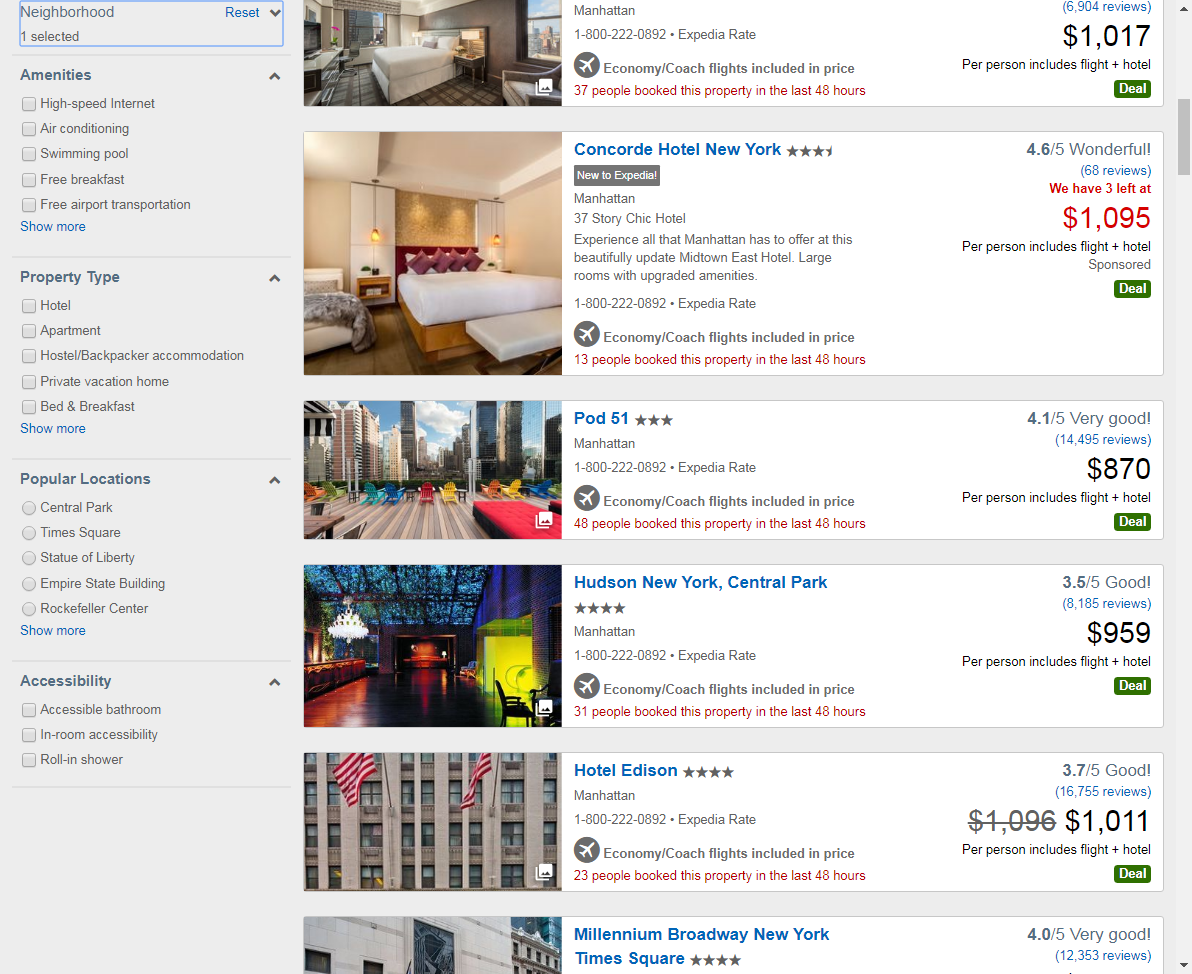 Neighborhood Reset
1 selected
Amenities
High-speed Internet
Air conditioning
Swimming pool
Free breakfast
Free airport transportation
Show more
Property Type
Hotel
Apartment
Hostel/Backpacker accommodation
Private vacation home
Bed & Breakfast
Show more
Popular Locations
Central Park
Times Square
Statue of Liberty
Empire State Building
Rockefeller Center
Show more
Accessibility
Accessible bathroom
In-room accessibility
Roll-in shower
Manhattan
1-800-222-0892 • Expedia Rate
Economy/Coach flights included in price
37 people booked this property in the last 48 hours
(6,904 reviews)
$1,017
Per person includes flight + hotel
Deal
Concorde Hotel New York
New to Expedia!
Manhattan
37 Story Chic Hotel
Experience all that Manhattan has to offer at this
beautifully update Midtown East Hotel. Large
rooms with upgraded amenities.
1-800-222-0892 • Expedia Rate
Economy/Coach flights included in price
13 people booked this property in the last 48 hours
4.6/5 Wonderful!
(68 reviews)
We have 3 left at
$1,095
Per person includes flight + hotel
Sponsored
Deal
Pod 51
Manhattan
1-800-222-0892 • Expedia Rate
Economy/Coach flights included in price
48 people booked this property in the last 48 hours
4.1/5 Very good!
(14,495 reviews)
$870
Per person includes flight + hotel
Deal
Hudson New York, Central Park
Manhattan
1-800-222-0892 • Expedia Rate
Economy/Coach flights included in price
31 people booked this property in the last 48 hours
3.5/5 Good!
(8,185 reviews)
$959
Per person includes flight + hotel
Deal
Hotel Edison
Manhattan
1-800-222-0892 • Expedia Rate
Economy/Coach flights included in price
23 people booked this property in the last 48 hours
3.7/5 Good!
(16,755 reviews)
$1,096 $1,011
Per person includes flight + hotel
Deal
Millennium Broadway New York
Times Square
4.0/5 Very good!
(12,353 reviews)